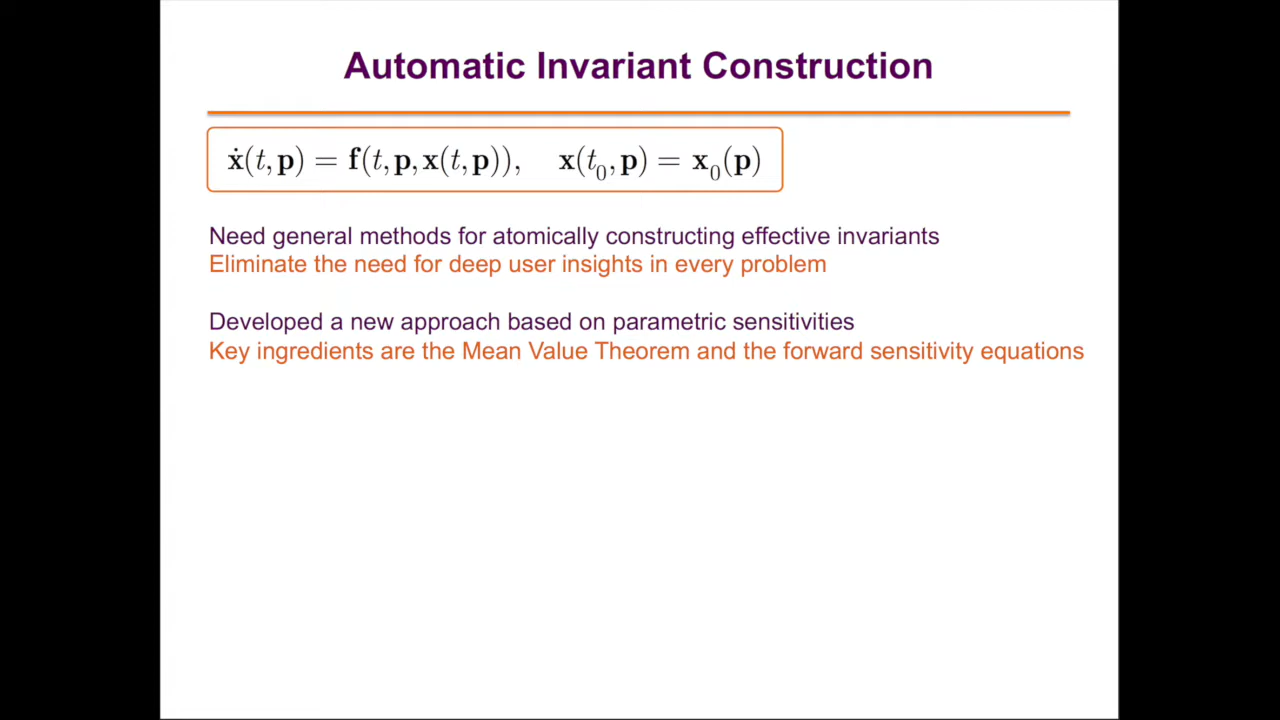 Automatic Invariant Construction
ẋ(t, p) = f(t, p, x(t, p)), x(t₀, p) = x₀(p)
Need general methods for atomically constructing effective invariants
Eliminate the need for deep user insights in every problem
Developed a new approach based on parametric sensitivities
Key ingredients are the Mean Value Theorem and the forward sensitivity equations